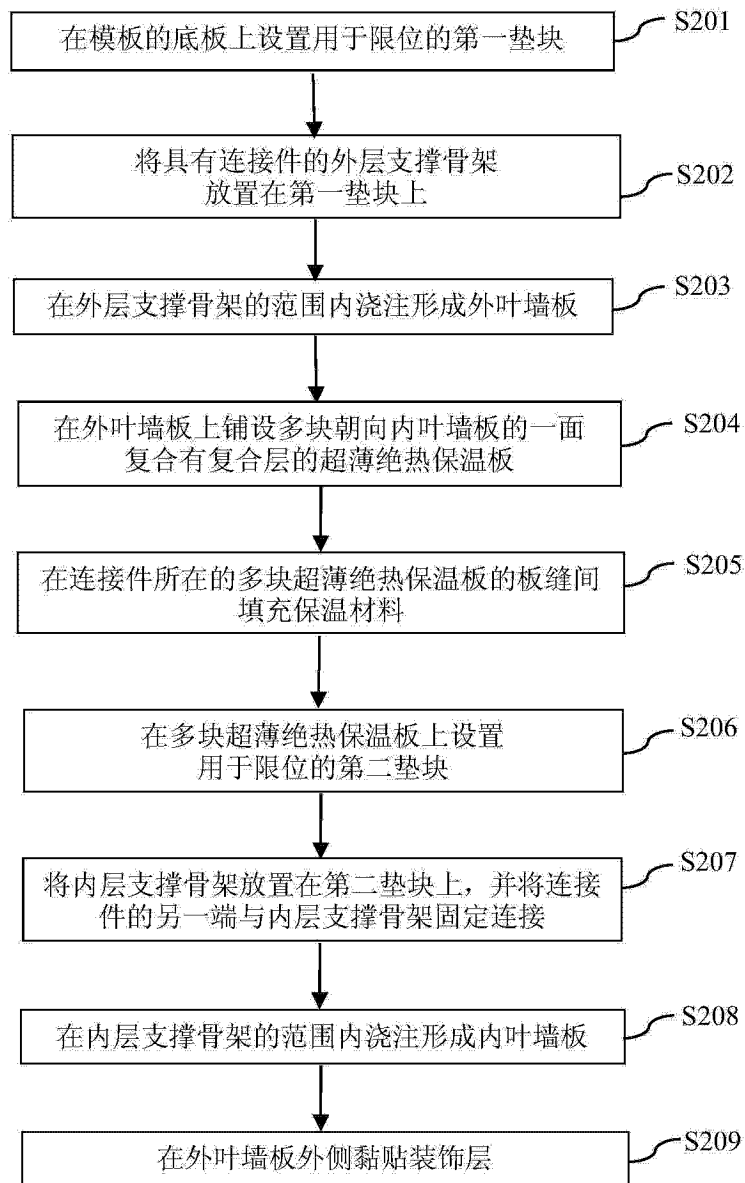 在模板的底板上设置用于限位的第一垫块
S201
将具有连接件的外层支撑骨架
放置在第一垫块上
S202
在外层支撑骨架的范围内浇注形成外叶墙板
S203
在外叶墙板上铺设多块朝向内叶墙板的一面
复合有复合层的超薄绝热保温板
S204
在连接件所在的多块超薄绝热保温板的板缝间
填充保温材料
S205
在多块超薄绝热保温板上设置
用于限位的第二垫块
S206
将内层支撑骨架放置在第二垫块上，并将连接
件的另一端与内层支撑骨架固定连接
S207
在内层支撑骨架的范围内浇注形成内叶墙板
S208
在外叶墙板外侧黏贴装饰层
S209